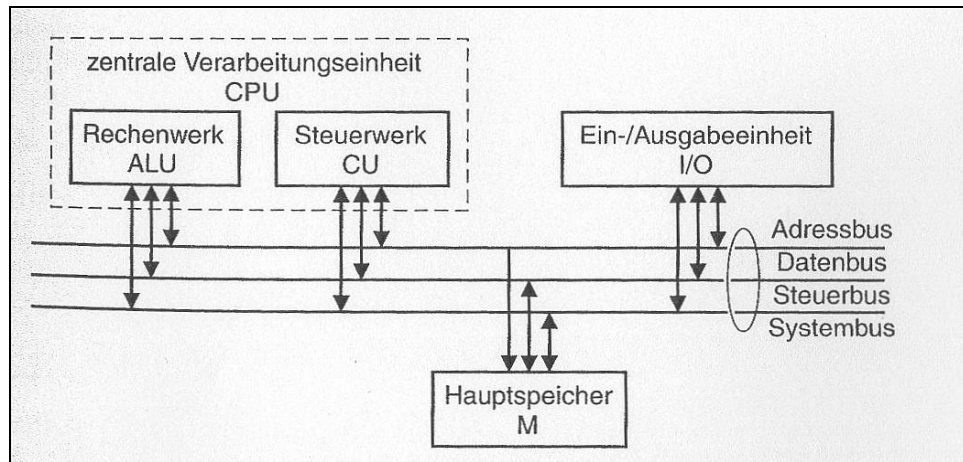 zentrale Verarbeitungseinheit
CPU
Rechenwerk
ALU
Steuerwerk
CU
Ein-/Ausgabeeinheit
I/O
Adressbus
Datenbus
Steuerbus
Systembus
Hauptspeicher
M